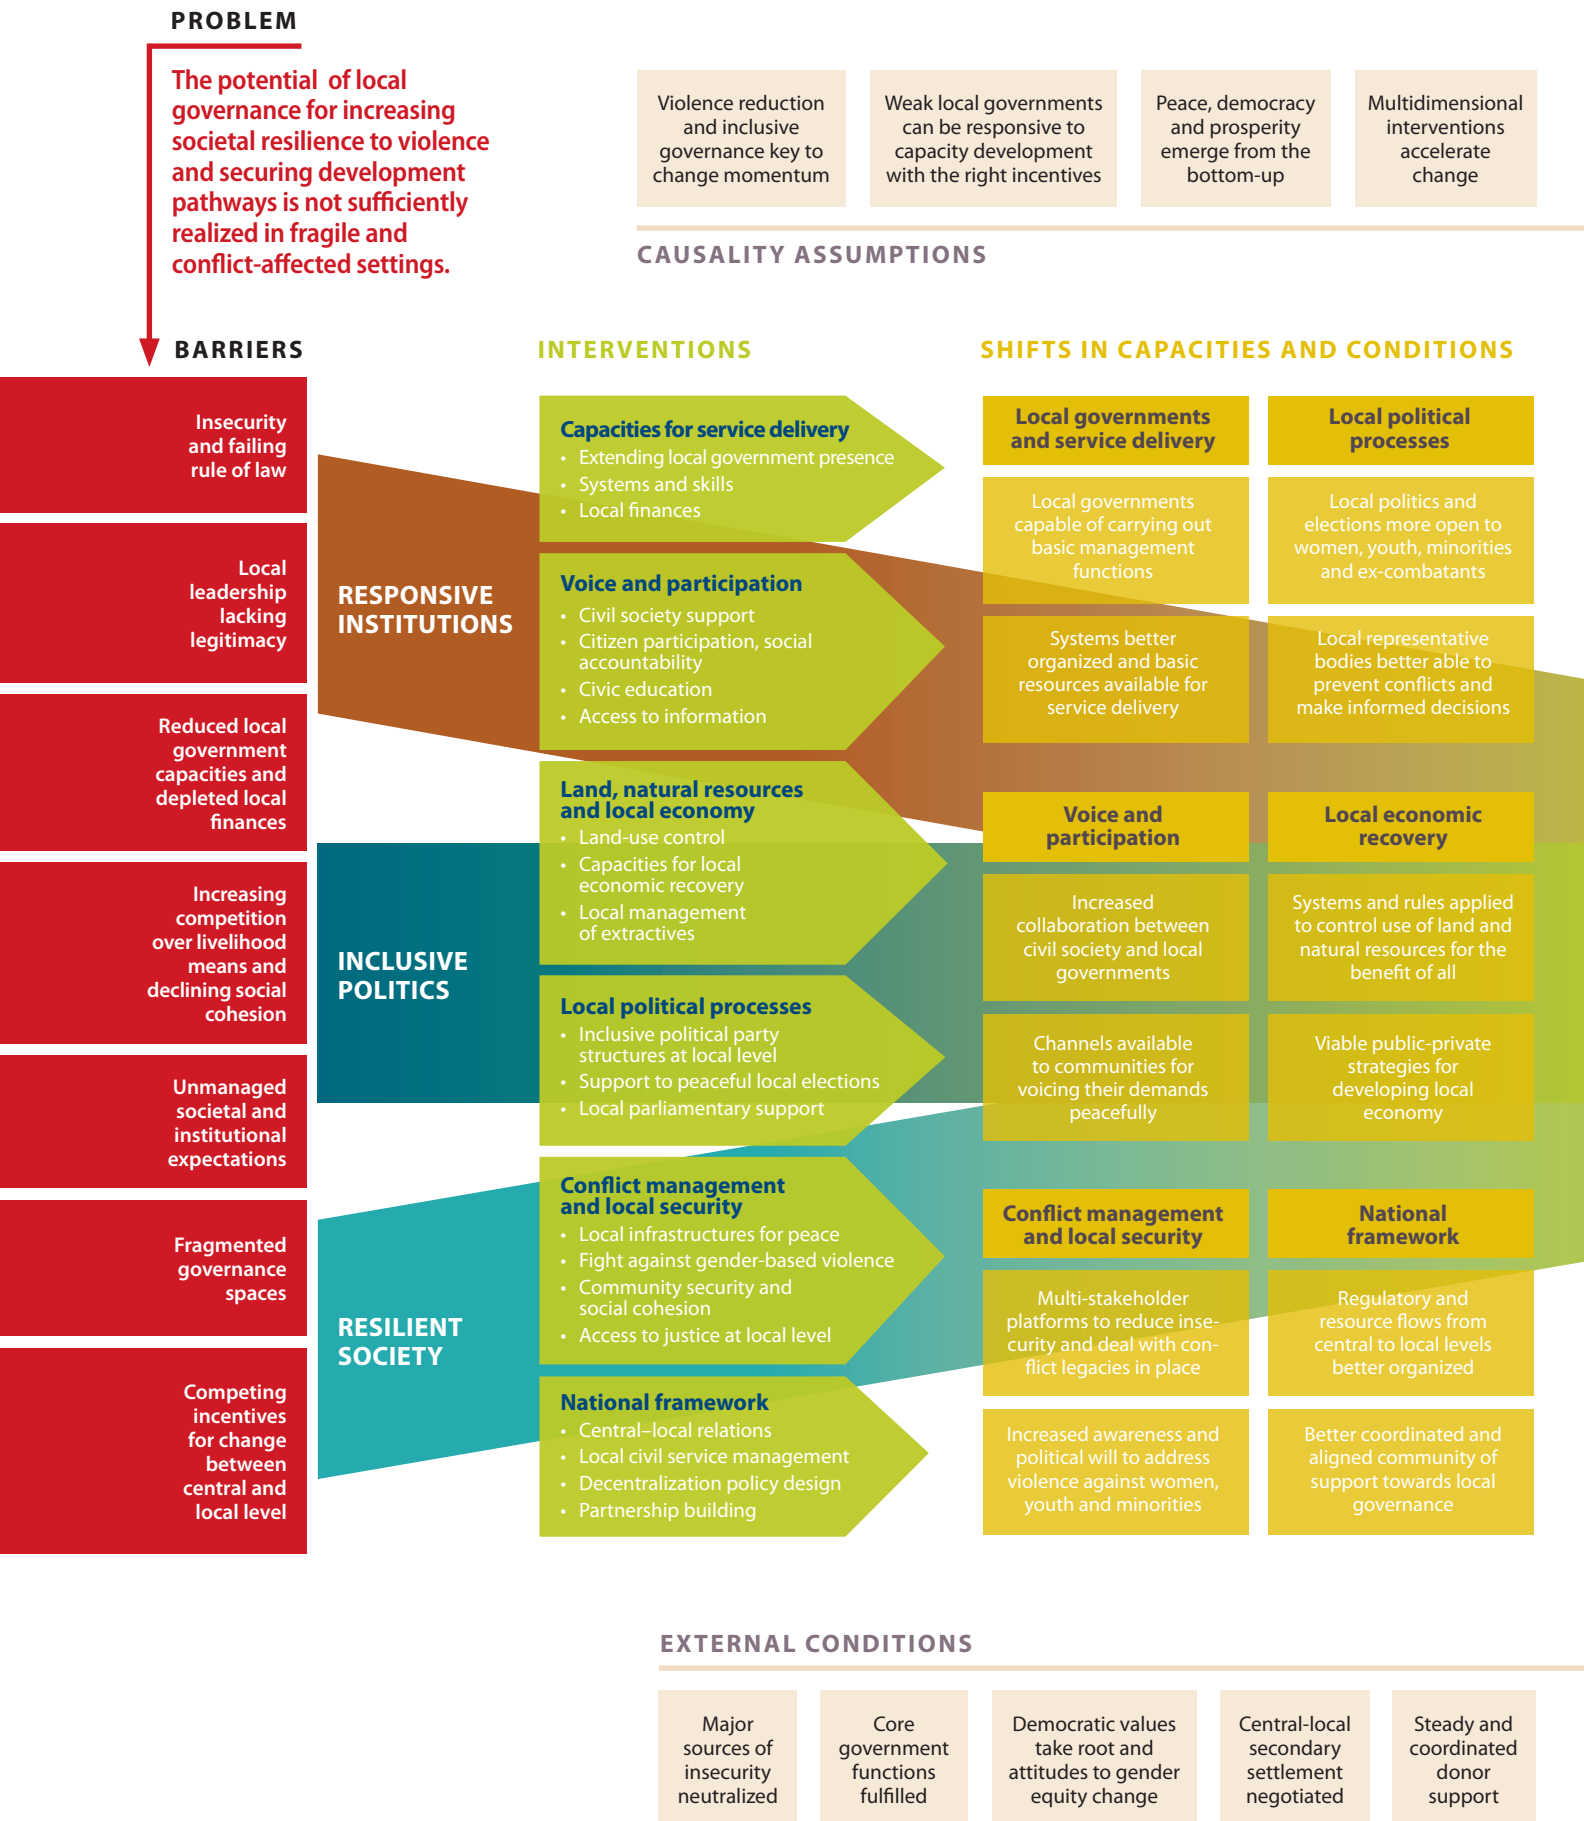 PROBLEM
The potential of local
governance for increasing
societal resilience to violence
and securing development
pathways is not sufficiently
realized in fragile and
conflict-affected settings.
Violence reduction
and inclusive
governance key to
change momentum
Weak local governments
can be responsive to
capacity development
with the right incentives
Peace, democracy
and prosperity
emerge from the
bottom-up
Multidimensional
interventions
accelerate
change
CAUSALITY ASSUMPTIONS
BARRIERS
Insecurity
and failing
rule of law
Local
leadership
lacking
legitimacy
Reduced local
government
capacities and
depleted local
finances
Increasing
competition
over livelihood
means and
declining social
cohesion
Unmanaged
societal and
institutional
expectations
Fragmented
governance
spaces
Competing
incentives
for change
between
central and
local level
RESPONSIVE
INSTITUTIONS
INCLUSIVE
POLITICS
RESILIENT
SOCIETY
INTERVENTIONS
Capacities for service delivery
• Extending local government presence
• Systems and skills
• Local finances
Voice and participation
• Civil society support
• Citizen participation, social
accountability
• Civic education
• Access to information
Land, natural resources
and local economy
• Land-use control
• Capacities for local
economic recovery
• Local management
of extractives
Local political processes
• Inclusive political party
structures at local level
• Support to peaceful local elections
• Local parliamentary support
Conflict management
and local security
• Local infrastructures for peace
• Fight against gender-based violence
• Community security and
social cohesion
• Access to justice at local level
National framework
• Central–local relations
• Local civil service management
• Decentralization policy design
• Partnership building
SHIFTS IN CAPACITIES AND CONDITIONS
Local governments
and service delivery
Local governments
capable of carrying out
basic management
functions
Systems better
organized and basic
resources available for
service delivery
Local political
processes
Local politics and
elections more open to
women, youth, minorities
and ex-combatants
Local representative
bodies better able to
prevent conflicts and
make informed decisions
Voice and
participation
Increased
collaboration between
civil society and local
governments
Channels available
to communities for
voicing their demands
peacefully
Local economic
recovery
Systems and rules applied
to control use of land and
natural resources for the
benefit of all
Viable public-private
strategies for
developing local
economy
Conflict management
and local security
Multi-stakeholder
platforms to reduce inse-
curity and deal with con-
flict legacies in place
Increased awareness and
political will to address
violence against women,
youth and minorities
National
framework
Regulatory and
resource flows from
central to local levels
better organized
Better coordinated and
aligned community of
support towards local
governance
EXTERNAL CONDITIONS
Major
sources of
insecurity
neutralized
Core
government
functions
fulfilled
Democratic values
take root and
attitudes to gender
equity change
Central-local
secondary
settlement
negotiated
Steady and
coordinated
donor
support